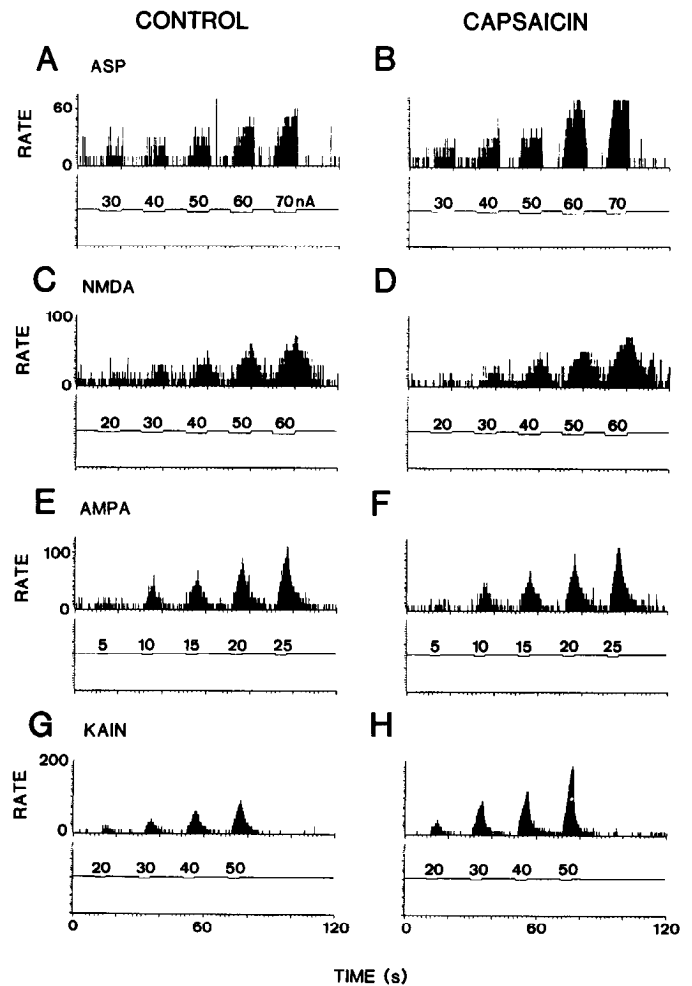 CONTROL CAPSAICIN
A ASP B
RATE 60 0
30 40 50 60 70 nA 30 40 50 60 70
C NMDA D
RATE 100 0
20 30 40 50 60 20 30 40 50 60
E AMPA F
RATE 100 0
5 10 15 20 25 5 10 15 20 25
G KAIN H
RATE 200 0
20 30 40 50 20 30 40 50
0 60 120 0 60 120
TIME (s)